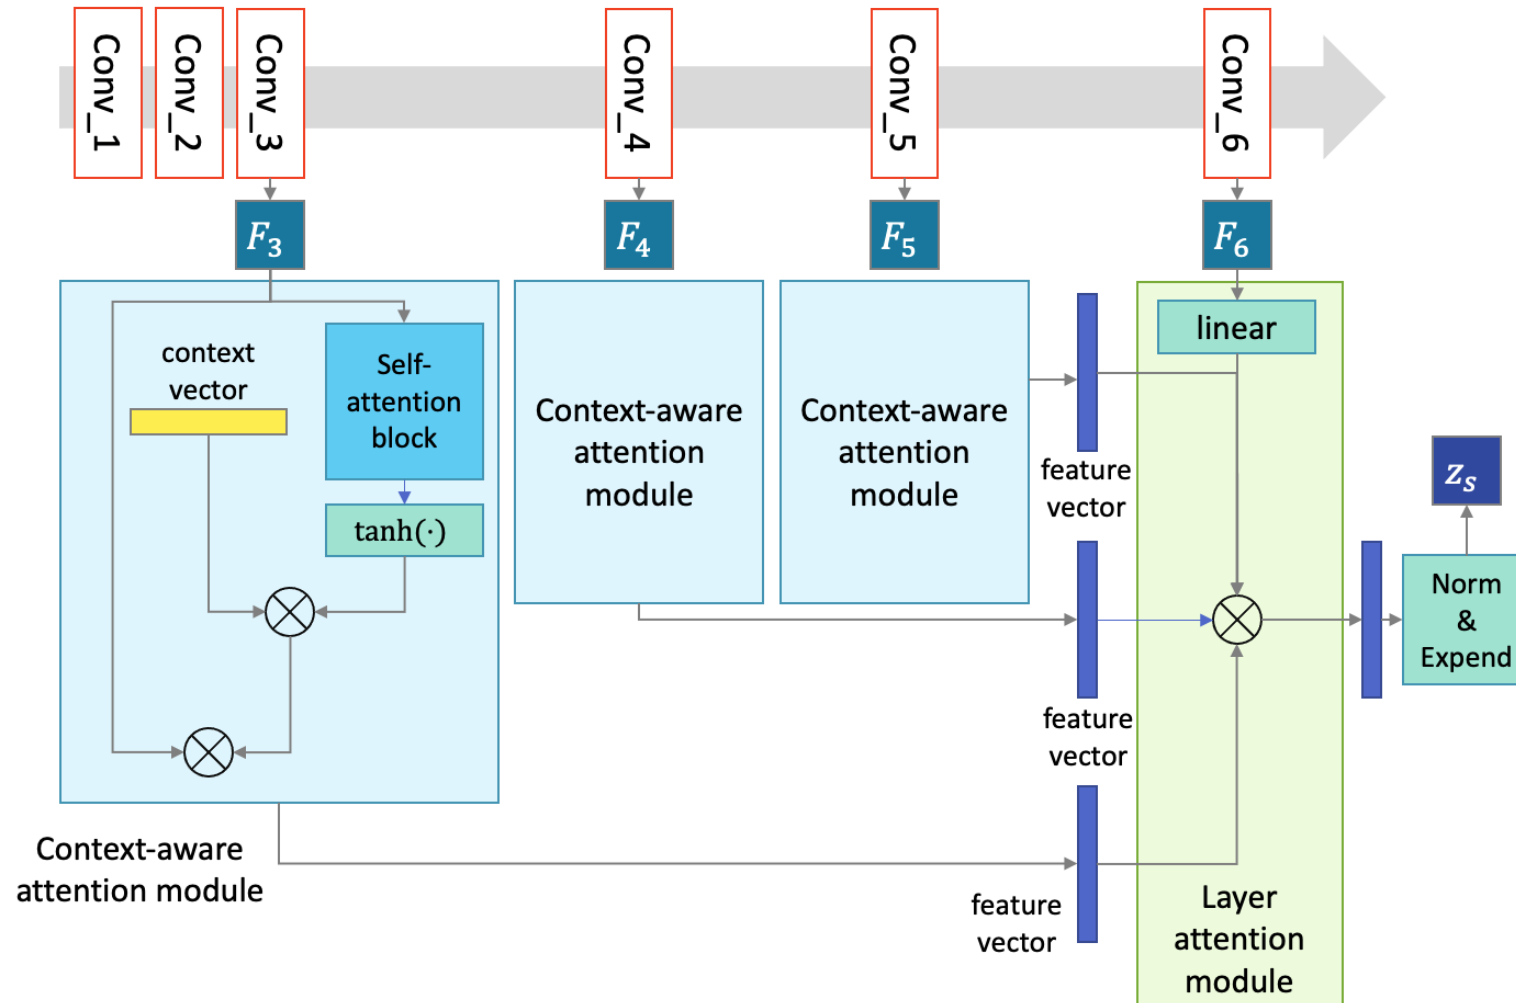 Conv_1
Conv_2
Conv_3
Conv_4
Conv_5
Conv_6
F3
F4
F5
F6
context
vector
Self-
attention
block
tanh(·)
Context-aware
attention module
Context-aware
attention
module
Context-aware
attention
module
feature
vector
feature
vector
feature
vector
linear
Layer
attention
module
zs
Norm
&
Expend